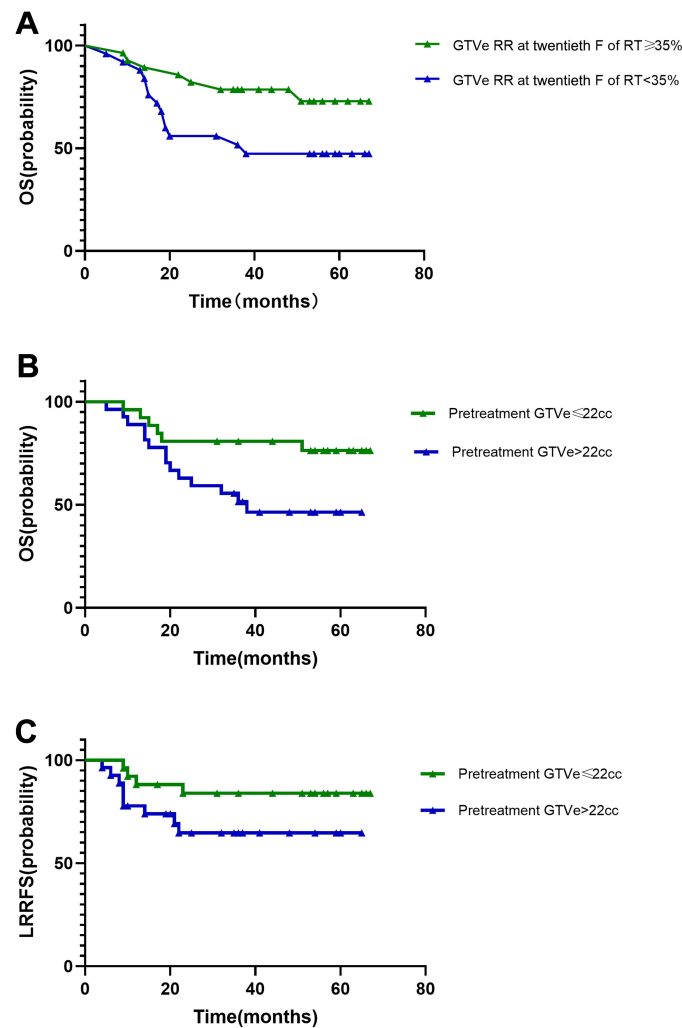 A
100
50
0
OS(probability)
0 20 40 60 80
Time(months)
GTVe RR at twentieth F of RT⩾35%
GTVe RR at twentieth F of RT<35%
B
100
50
0
OS(probability)
0 20 40 60 80
Time(months)
Pretreatment GTVe⩽22cc
Pretreatment GTVe>22cc
C
100
50
0
LRRFS(probability)
0 20 40 60 80
Time(months)
Pretreatment GTVe⩽22cc
Pretreatment GTVe>22cc